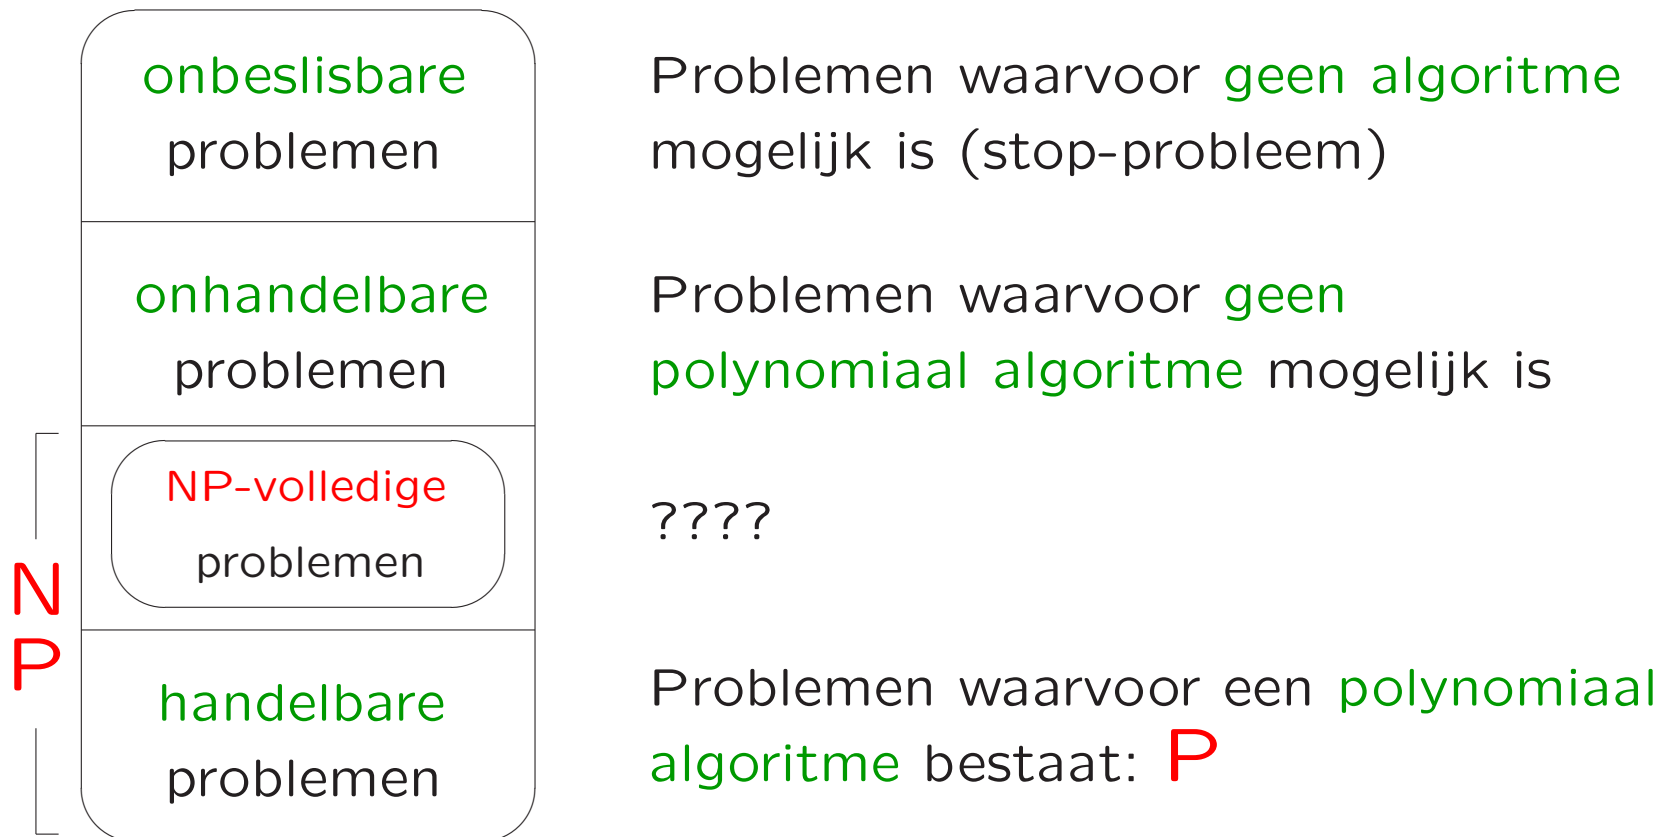 onbeslisbare
problemen
Problemen waarvoor geen algoritme
mogelijk is (stop-probleem)
onhandelbare
problemen
Problemen waarvoor geen
polynomiaal algoritme mogelijk is
NP-volledige
problemen
????
N
P
handelbare
problemen
Problemen waarvoor een polynomiaal
algoritme bestaat: P